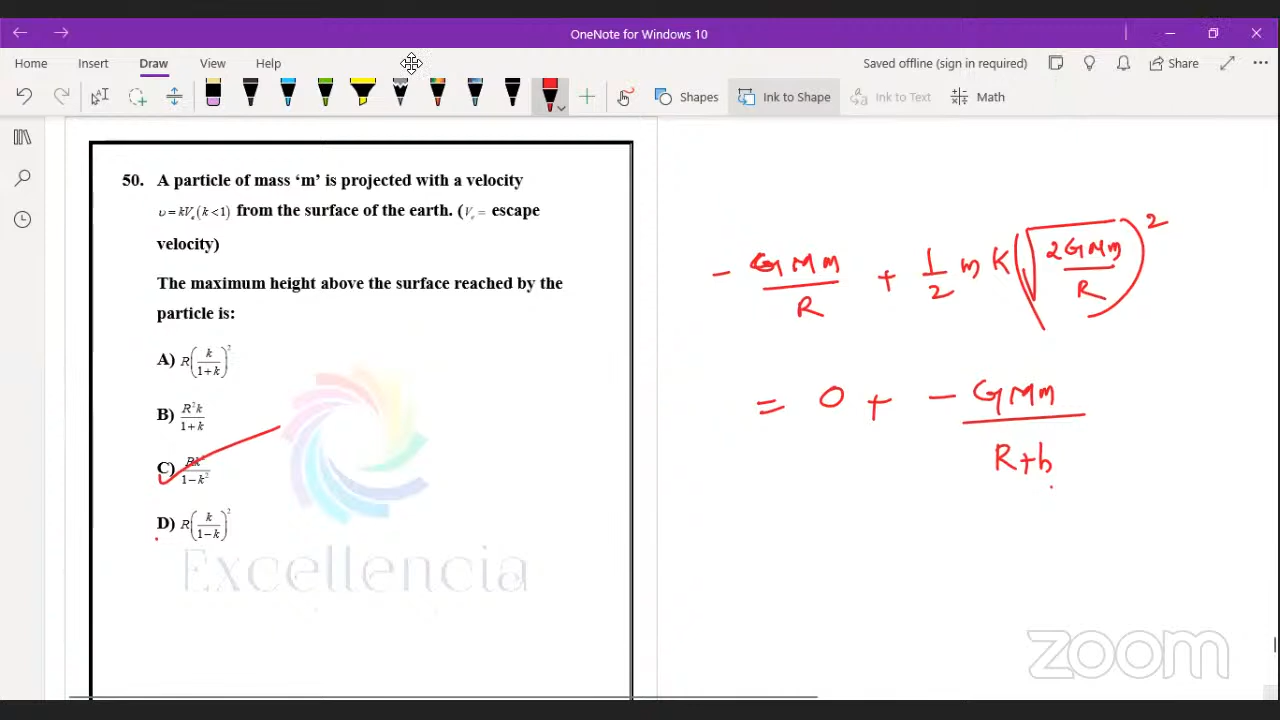 OneNote for Windows 10
Home Insert Draw View Help
Saved offline (sign in required)
Share
Shapes
Ink to Shape
Ink to Text
Math
50. A particle of mass ‘m’ is projected with a velocity
υ = kVₑ (k < 1) from the surface of the earth. (Vₑ = escape
velocity)
The maximum height above the surface reached by the
particle is:
A) R(k/(1+k))²
B) R²k/(1+k)
C) Rk²/(1−k²)
D) R(k/(1−k))²
Excellencia
− GMm/R + 1/2 m K(√(2GMm/R))²
= 0 + − GMm/(R+h)
zoom